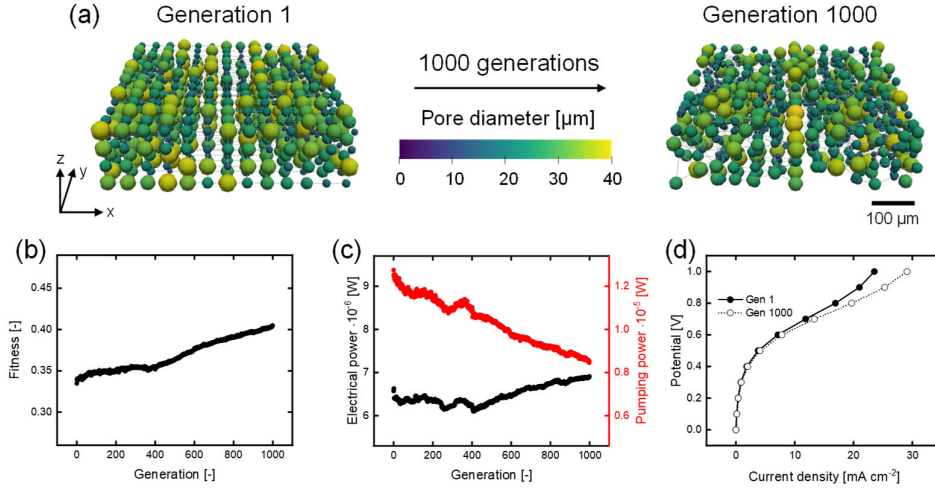 (a)
Generation 1
Generation 1000
1000 generations
Pore diameter [µm]
0 10 20 30 40
z
y
x
100 µm
(b)
Fitness [-]
0.45
0.40
0.35
0.30
0 200 400 600 800 1000
Generation [-]
(c)
Electrical power ·10⁻⁶ [W]
9
8
7
6
Pumping power ·10⁻⁵ [W]
1.2
1.0
0.8
0.6
0 200 400 600 800 1000
Generation [-]
(d)
Potential [V]
1.0
0.8
0.6
0.4
0.2
0.0
Gen 1
Gen 1000
0 10 20 30
Current density [mA cm⁻²]